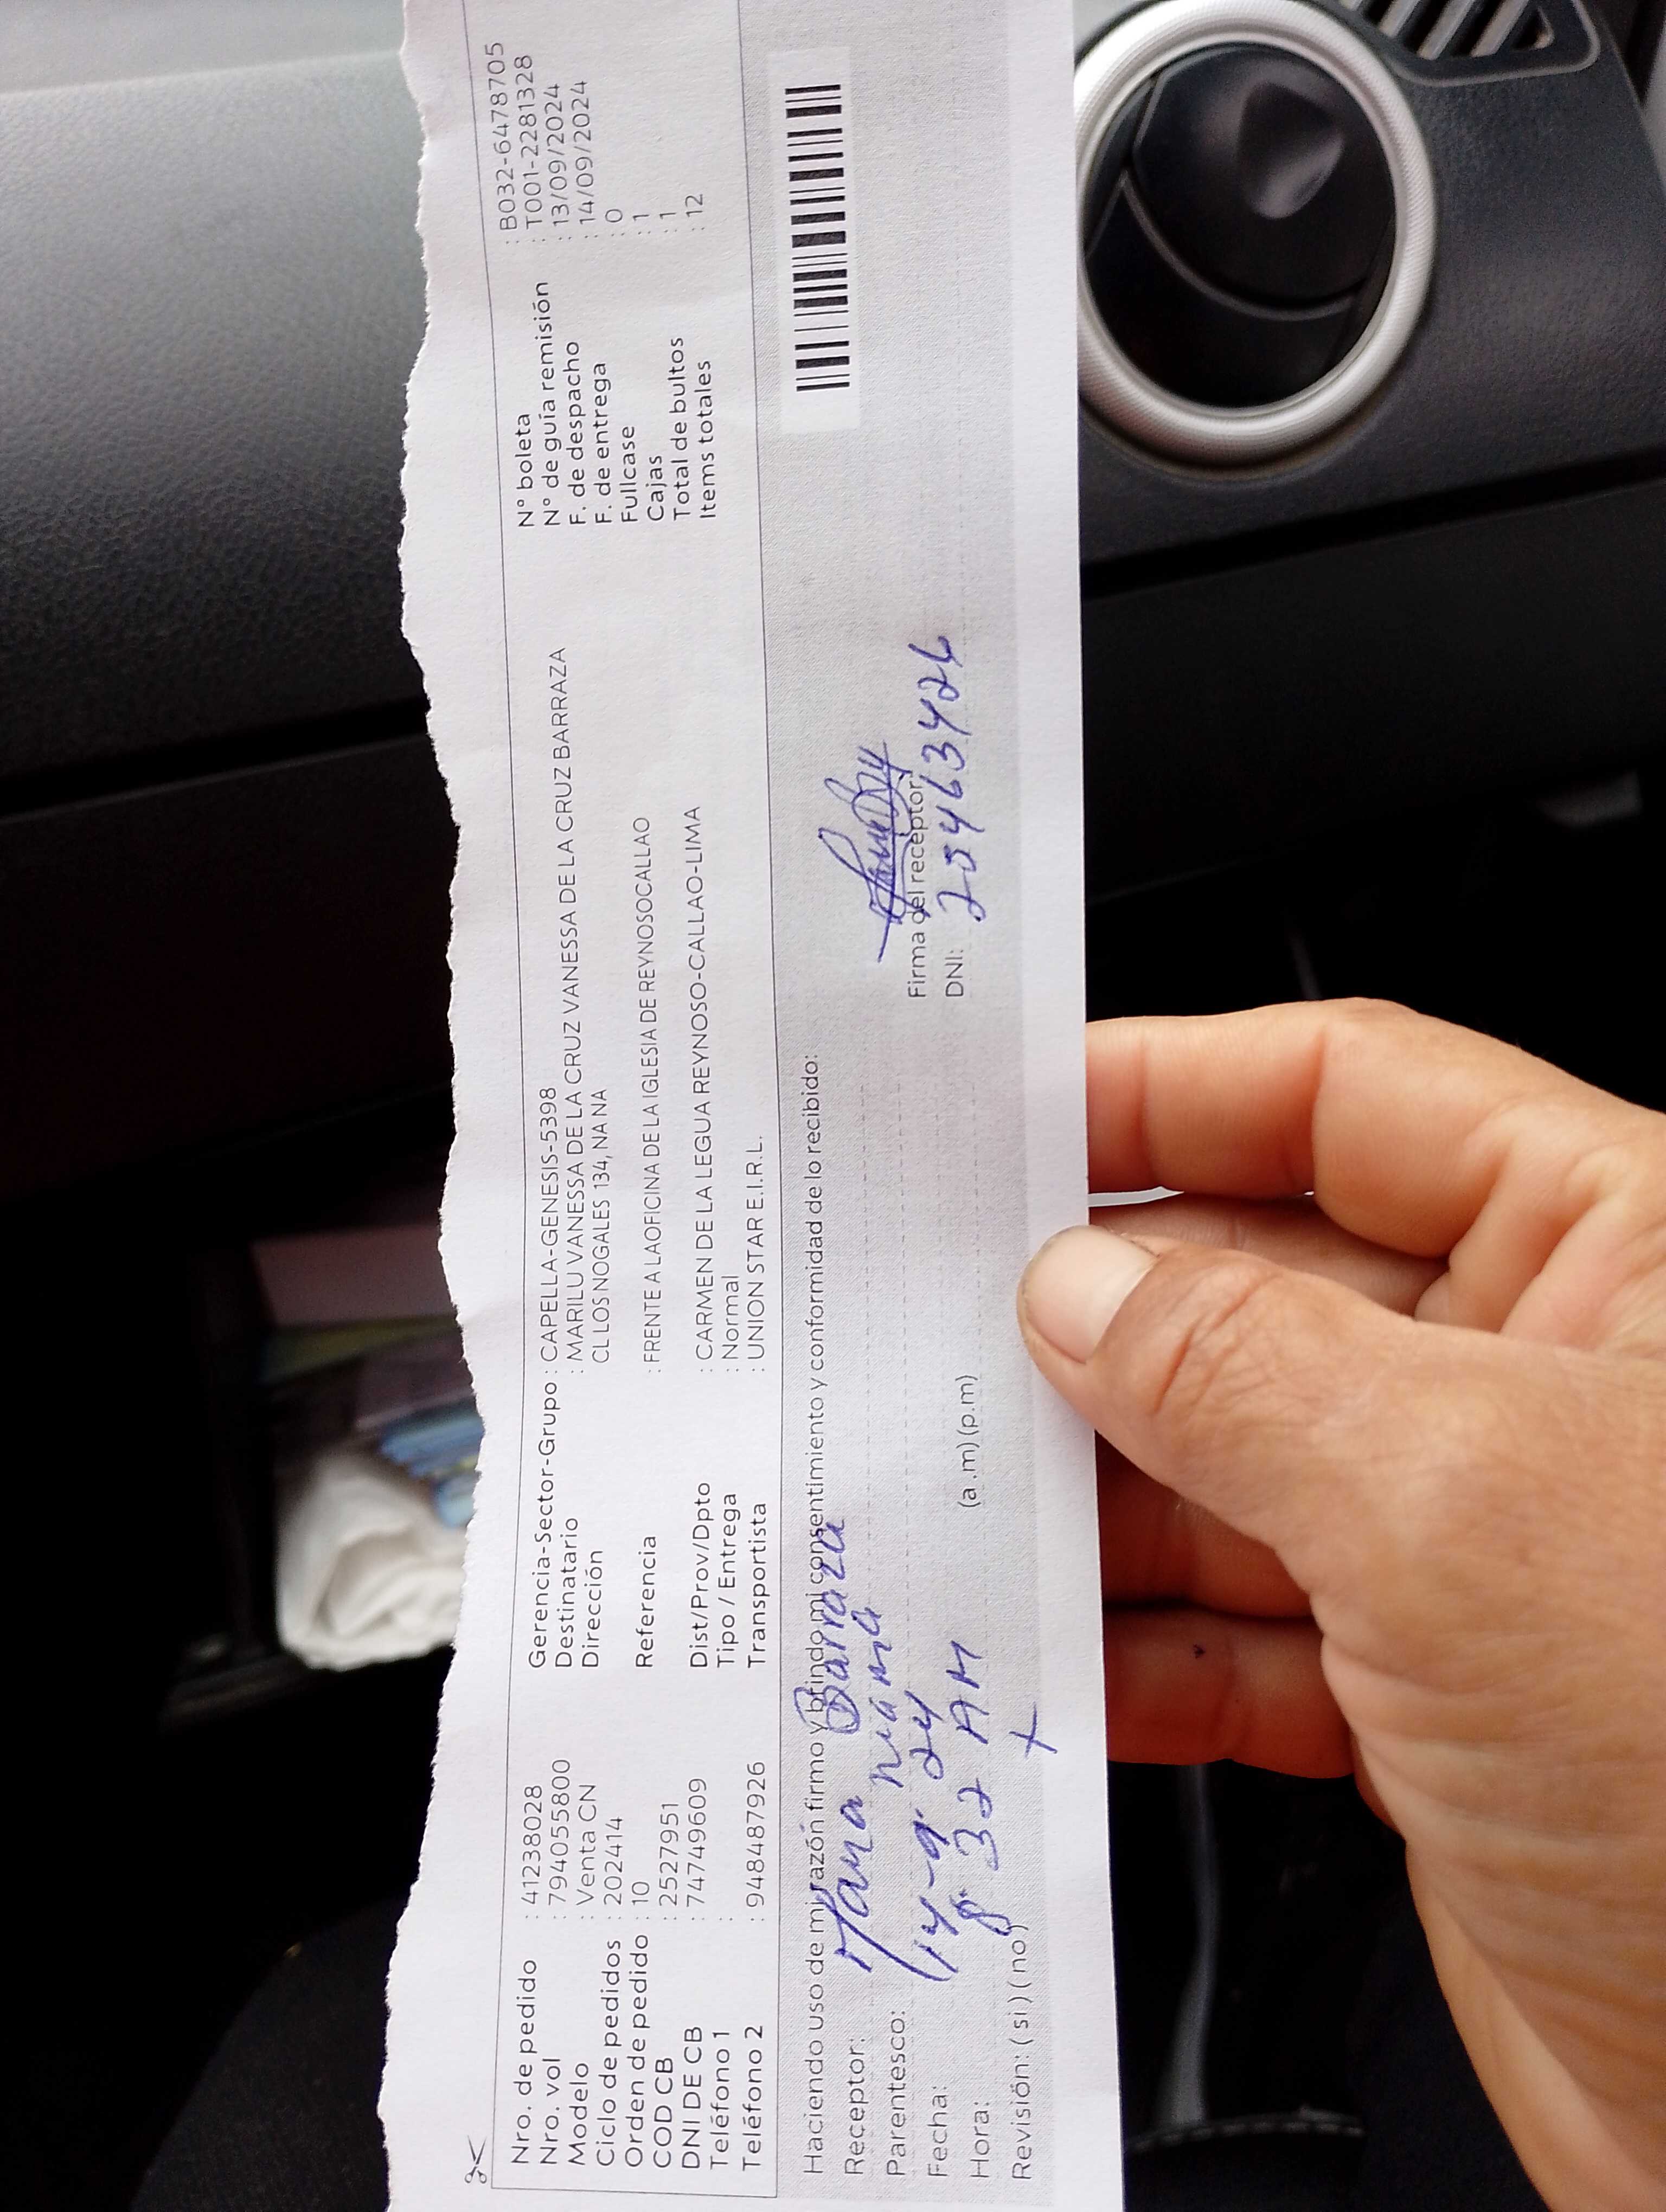 Nro. de pedido : 41238028
Nro. vol : 794055800
Modelo : Venta CN
Ciclo de pedidos : 202414
Orden de pedido : 10
COD CB : 2527951
DNI DE CB : 74749609
Teléfono 1 :
Teléfono 2 : 948487926
Gerencia-Sector-Grupo : CAPELLA-GENESIS-5398
Destinatario : MARILU VANESSA DE LA CRUZ VANESSA DE LA CRUZ BARRAZA
Dirección CL LOS NOGALES 134, NA NA
Referencia : FRENTE A LA OFICINA DE LA IGLESIA DE REYNOSOCALLAO
Dist/Prov/Dpto : CARMEN DE LA LEGUA REYNOSO-CALLAO-LIMA
Tipo / Entrega : Normal
Transportista : UNION STAR E.I.R.L.
N° boleta : B032-6478705
N° de guía remisión : T001-2281328
F. de despacho : 13/09/2024
F. de entrega : 14/09/2024
Fullcase : 0
Cajas : 1
Total de bultos : 1
Items totales : 12
Haciendo uso de mi razón firmo y brindo mi consentimiento y conformidad de lo recibido:
Receptor: Barraza
Parentesco: mamá
Fecha: 14-9-24
Hora: 8:32 AM (a.m) (p.m)
Revisión: ( si ) ( no )
Firma del receptor
DNI: 25463426